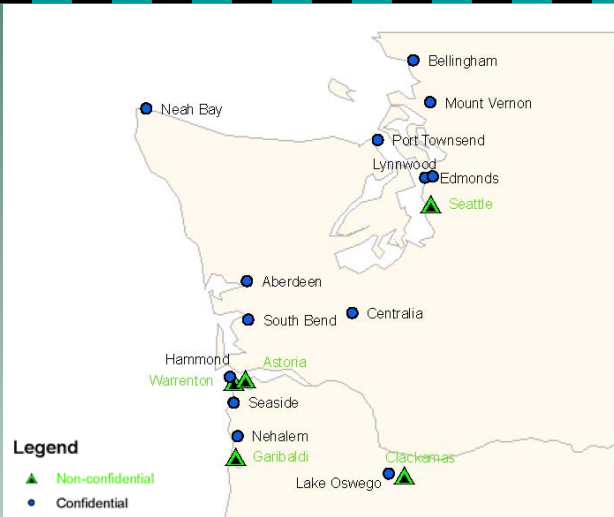 Bellingham
Neah Bay
Mount Vernon
Port Townsend
Lynnwood
Edmonds
Seattle
Aberdeen
Centralia
South Bend
Hammond
Astoria
Warrenton
Seaside
Nehalem
Garibaldi
Clackamas
Lake Oswego
Legend
Non-confidential
Confidential